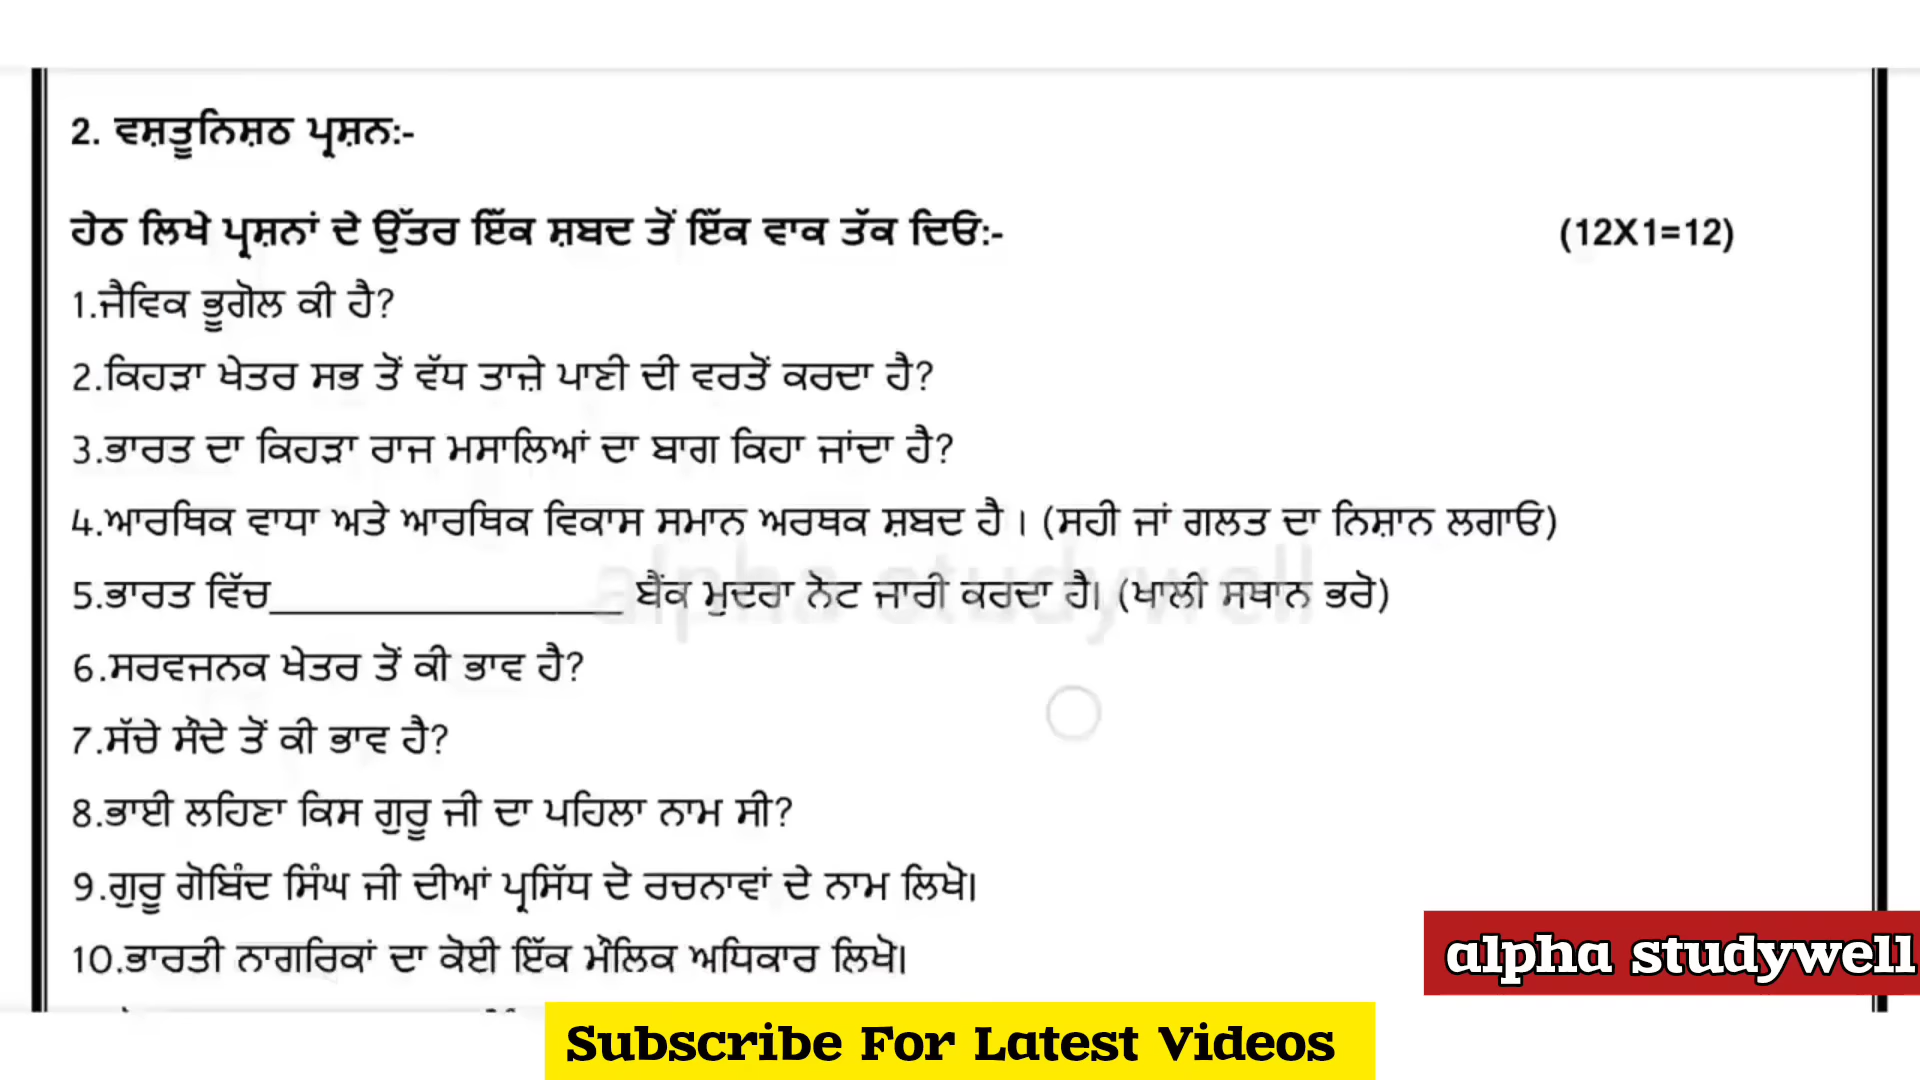 2. ਵਸ਼ਤੂਨਿਸ਼ਠ ਪ੍ਰਸ਼ਨ:-
ਹੇਠ ਲਿਖੇ ਪ੍ਰਸ਼ਨਾਂ ਦੇ ਉੱਤਰ ਇੱਕ ਸ਼ਬਦ ਤੋਂ ਇੱਕ ਵਾਕ ਤੱਕ ਦਿਓ:- (12X1=12)
1.ਜੈਵਿਕ ਭੂਗੋਲ ਕੀ ਹੈ?
2.ਕਿਹੜਾ ਖੇਤਰ ਸਭ ਤੋਂ ਵੱਧ ਤਾਜ਼ੇ ਪਾਣੀ ਦੀ ਵਰਤੋਂ ਕਰਦਾ ਹੈ?
3.ਭਾਰਤ ਦਾ ਕਿਹੜਾ ਰਾਜ ਮਸਾਲਿਆਂ ਦਾ ਬਾਗ ਕਿਹਾ ਜਾਂਦਾ ਹੈ?
4.ਆਰਥਿਕ ਵਾਧਾ ਅਤੇ ਆਰਥਿਕ ਵਿਕਾਸ ਸਮਾਨ ਅਰਥਕ ਸ਼ਬਦ ਹੈ। (ਸਹੀ ਜਾਂ ਗਲਤ ਦਾ ਨਿਸ਼ਾਨ ਲਗਾਓ)
5.ਭਾਰਤ ਵਿੱਚ__________________ ਬੈਂਕ ਮੁਦਰਾ ਨੋਟ ਜਾਰੀ ਕਰਦਾ ਹੈ। (ਖਾਲੀ ਸਥਾਨ ਭਰੋ)
alpha studywell
6.ਸਰਵਜਨਕ ਖੇਤਰ ਤੋਂ ਕੀ ਭਾਵ ਹੈ?
7.ਸੱਚੇ ਸੌਦੇ ਤੋਂ ਕੀ ਭਾਵ ਹੈ?
8.ਭਾਈ ਲਹਿਣਾ ਕਿਸ ਗੁਰੂ ਜੀ ਦਾ ਪਹਿਲਾ ਨਾਮ ਸੀ?
9.ਗੁਰੂ ਗੋਬਿੰਦ ਸਿੰਘ ਜੀ ਦੀਆਂ ਪ੍ਰਸਿੱਧ ਦੋ ਰਚਨਾਵਾਂ ਦੇ ਨਾਮ ਲਿਖੋ।
10.ਭਾਰਤੀ ਨਾਗਰਿਕਾਂ ਦਾ ਕੋਈ ਇੱਕ ਮੌਲਿਕ ਅਧਿਕਾਰ ਲਿਖੋ।
alpha studywell
Subscribe For Latest Videos